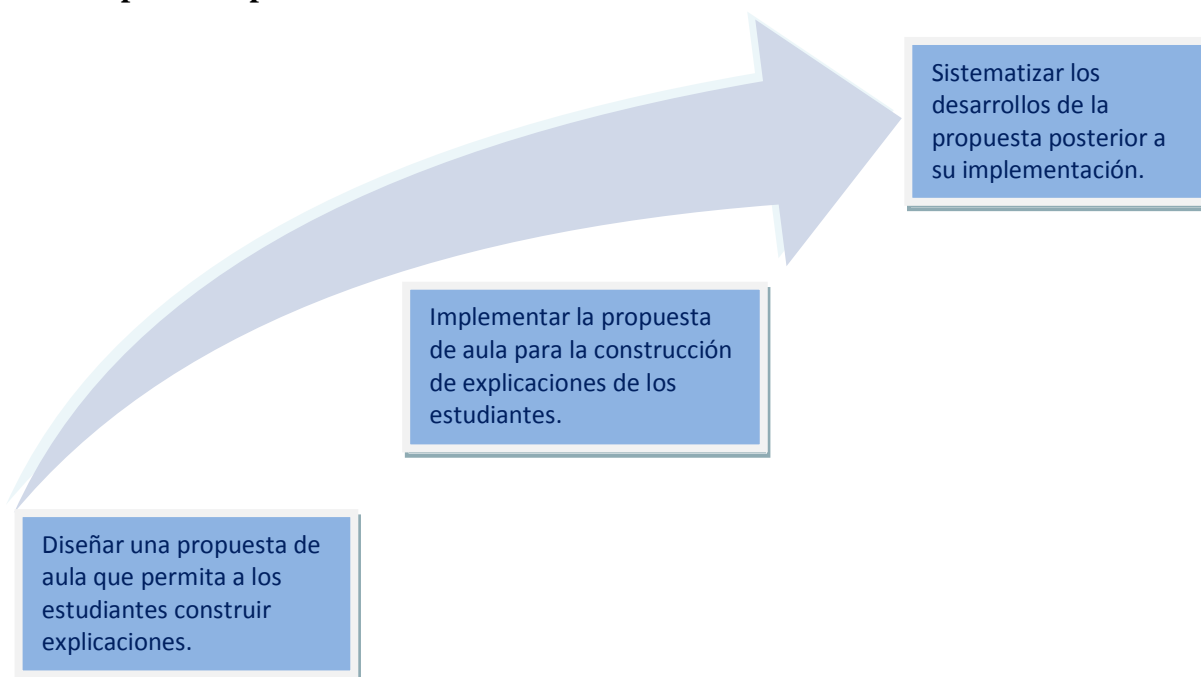 Sistematizar los
desarrollos de la
propuesta posterior a
su implementación.
Implementar la propuesta
de aula para la construcción
de explicaciones de los
estudiantes.
Diseñar una propuesta de
aula que permita a los
estudiantes construir
explicaciones.